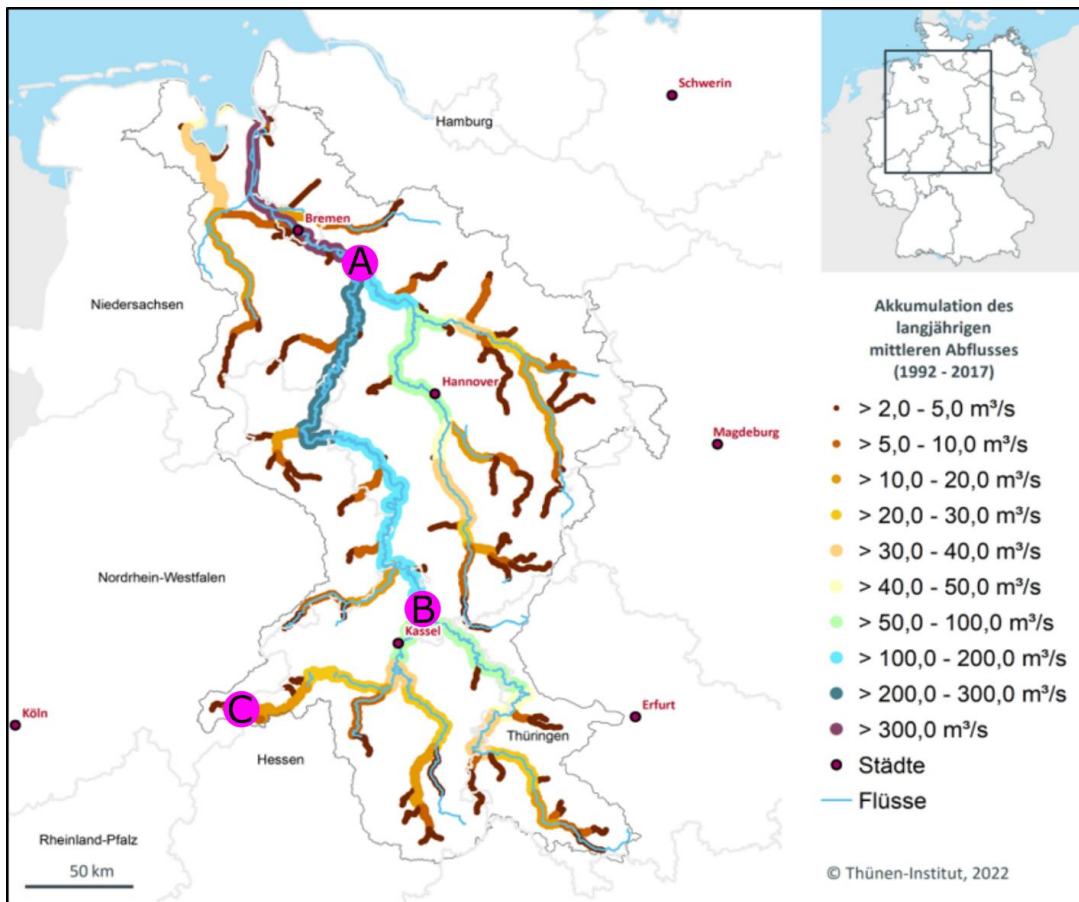 Schwerin
Hamburg
Bremen
A
Niedersachsen
Hannover
Magdeburg
Nordrhein-Westfalen
B
Kassel
C
Köln
Erfurt
Thüringen
Hessen
Rheinland-Pfalz
50 km
Akkumulation des
langjährigen
mittleren Abflusses
(1992 - 2017)
> 2,0 - 5,0 m³/s
> 5,0 - 10,0 m³/s
> 10,0 - 20,0 m³/s
> 20,0 - 30,0 m³/s
> 30,0 - 40,0 m³/s
> 40,0 - 50,0 m³/s
> 50,0 - 100,0 m³/s
> 100,0 - 200,0 m³/s
> 200,0 - 300,0 m³/s
> 300,0 m³/s
Städte
Flüsse
© Thünen-Institut, 2022